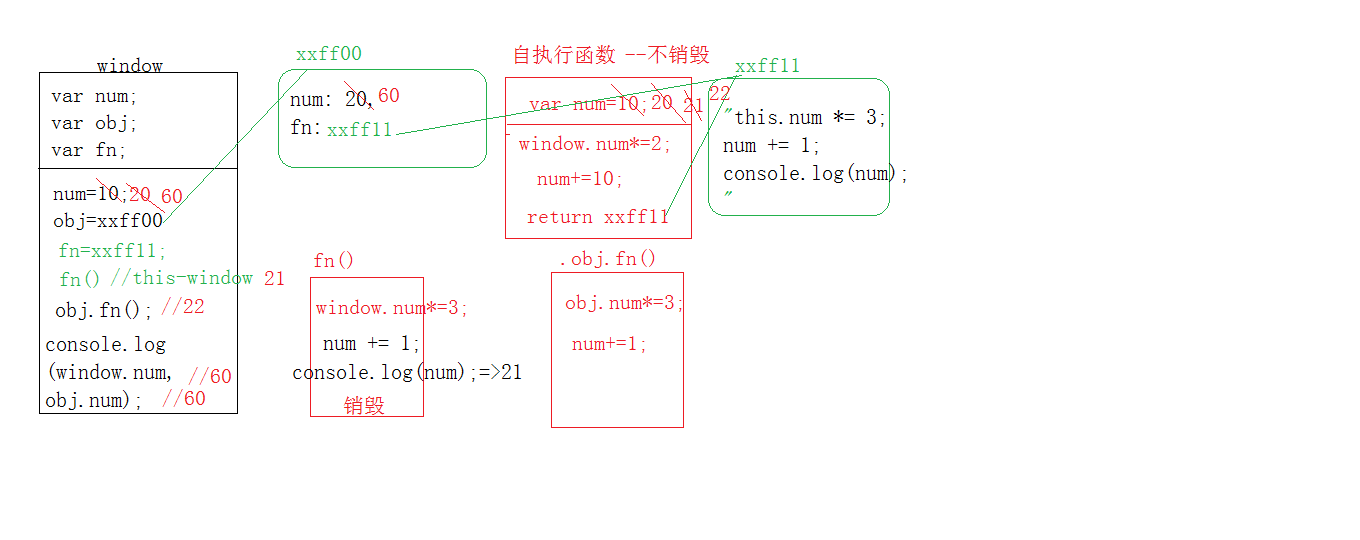 window
var num;
var obj;
var fn;
num=10;20 60
obj=xxff00
fn=xxff11;
fn() //this-window 21
obj.fn(); //22
console.log
(window.num, //60
obj.num); //60
xxff00
num: 20, 60
fn: xxff11
自执行函数 --不销毁
var num=10; 20 21 22
window.num*=2;
num+=10;
return xxff11
xxff11
"this.num *= 3;
num += 1;
console.log(num);
"
fn()
window.num*=3;
num += 1;
console.log(num);=>21
销毁
.obj.fn()
obj.num*=3;
num+=1;